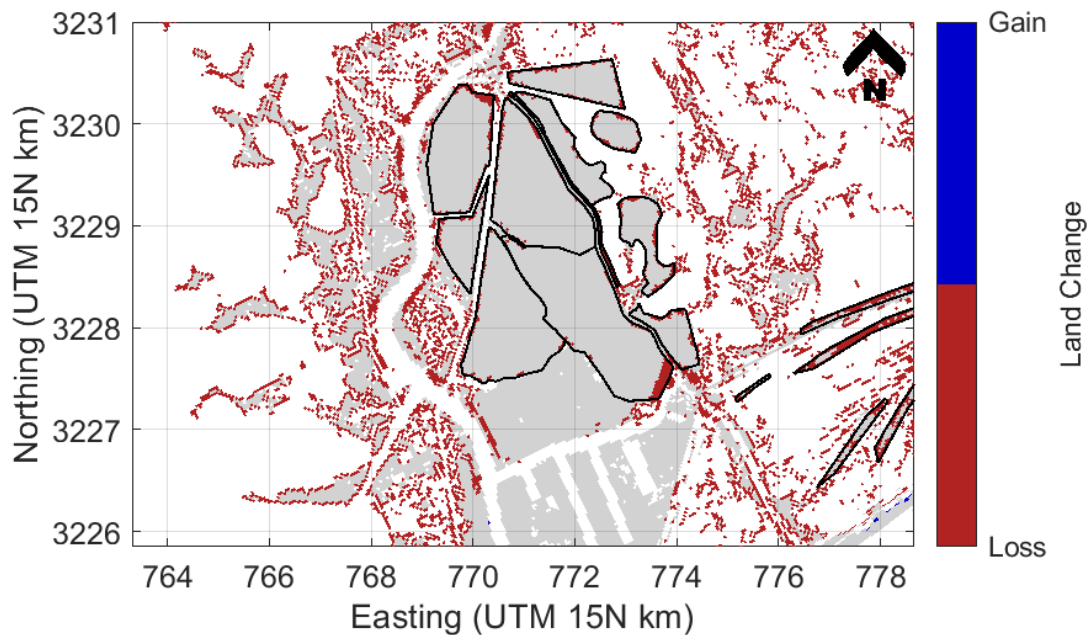 3231
3230
3229
3228
3227
3226
Northing (UTM 15N km)
764
766
768
770
772
774
776
778
Easting (UTM 15N km)
N
Gain
Loss
Land Change